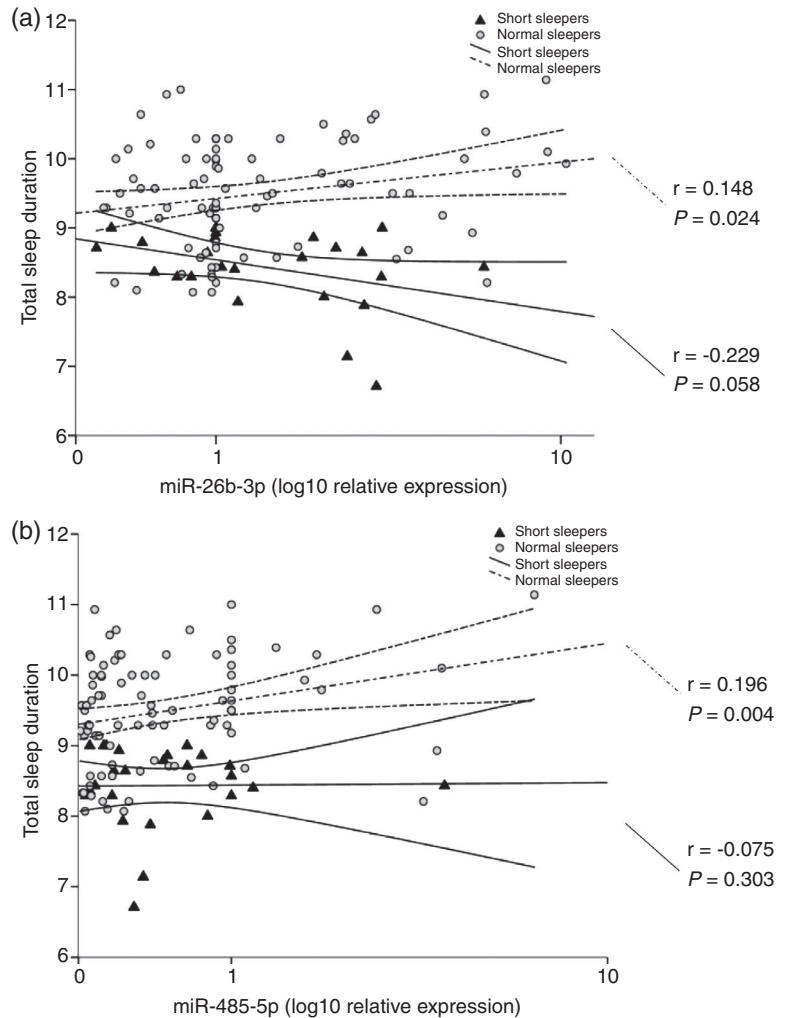 (a)
12
11
10
9
8
7
6
Total sleep duration
Short sleepers
Normal sleepers
Short sleepers
Normal sleepers
r = 0.148
P = 0.024
r = -0.229
P = 0.058
0 1 10
miR-26b-3p (log10 relative expression)
(b)
12
11
10
9
8
7
6
Total sleep duration
Short sleepers
Normal sleepers
Short sleepers
Normal sleepers
r = 0.196
P = 0.004
r = -0.075
P = 0.303
0 1 10
miR-485-5p (log10 relative expression)